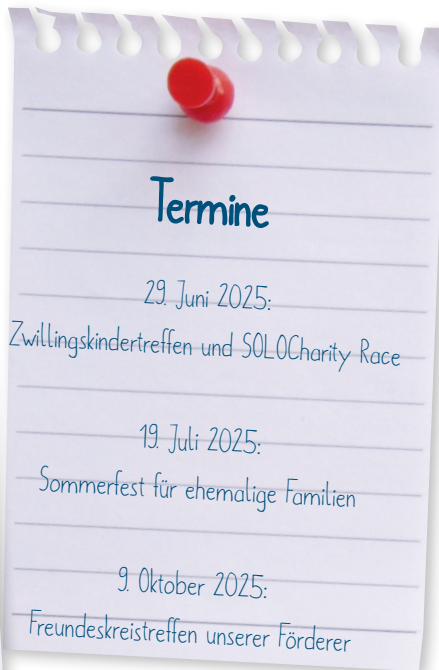 Termine
29. Juni 2025:
Zwillingskindertreffen und SOLOCharity Race
19. Juli 2025:
Sommerfest für ehemalige Familien
9. Oktober 2025:
Freundeskreistreffen unserer Förderer